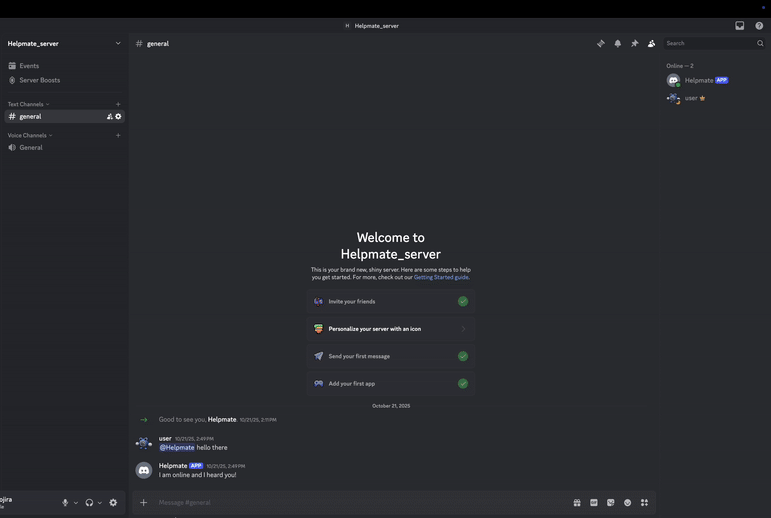 H Helpmate_server
Helpmate_server
Events
Server Boosts
Text Channels
general
Voice Channels
General
# general
Search
Online — 2
Helpmate APP
user
Welcome to
Helpmate_server
This is your brand new, shiny server. Here are some steps to help
you get started. For more, check out our Getting Started guide.
Invite your friends
Personalize your server with an icon
Send your first message
Add your first app
October 21, 2025
Good to see you, Helpmate. 10/21/25, 2:11 PM
user 10/21/25, 2:49 PM
@Helpmate hello there
Helpmate APP 10/21/25, 2:49 PM
I am online and I heard you!
Message #general
GIF
ojira